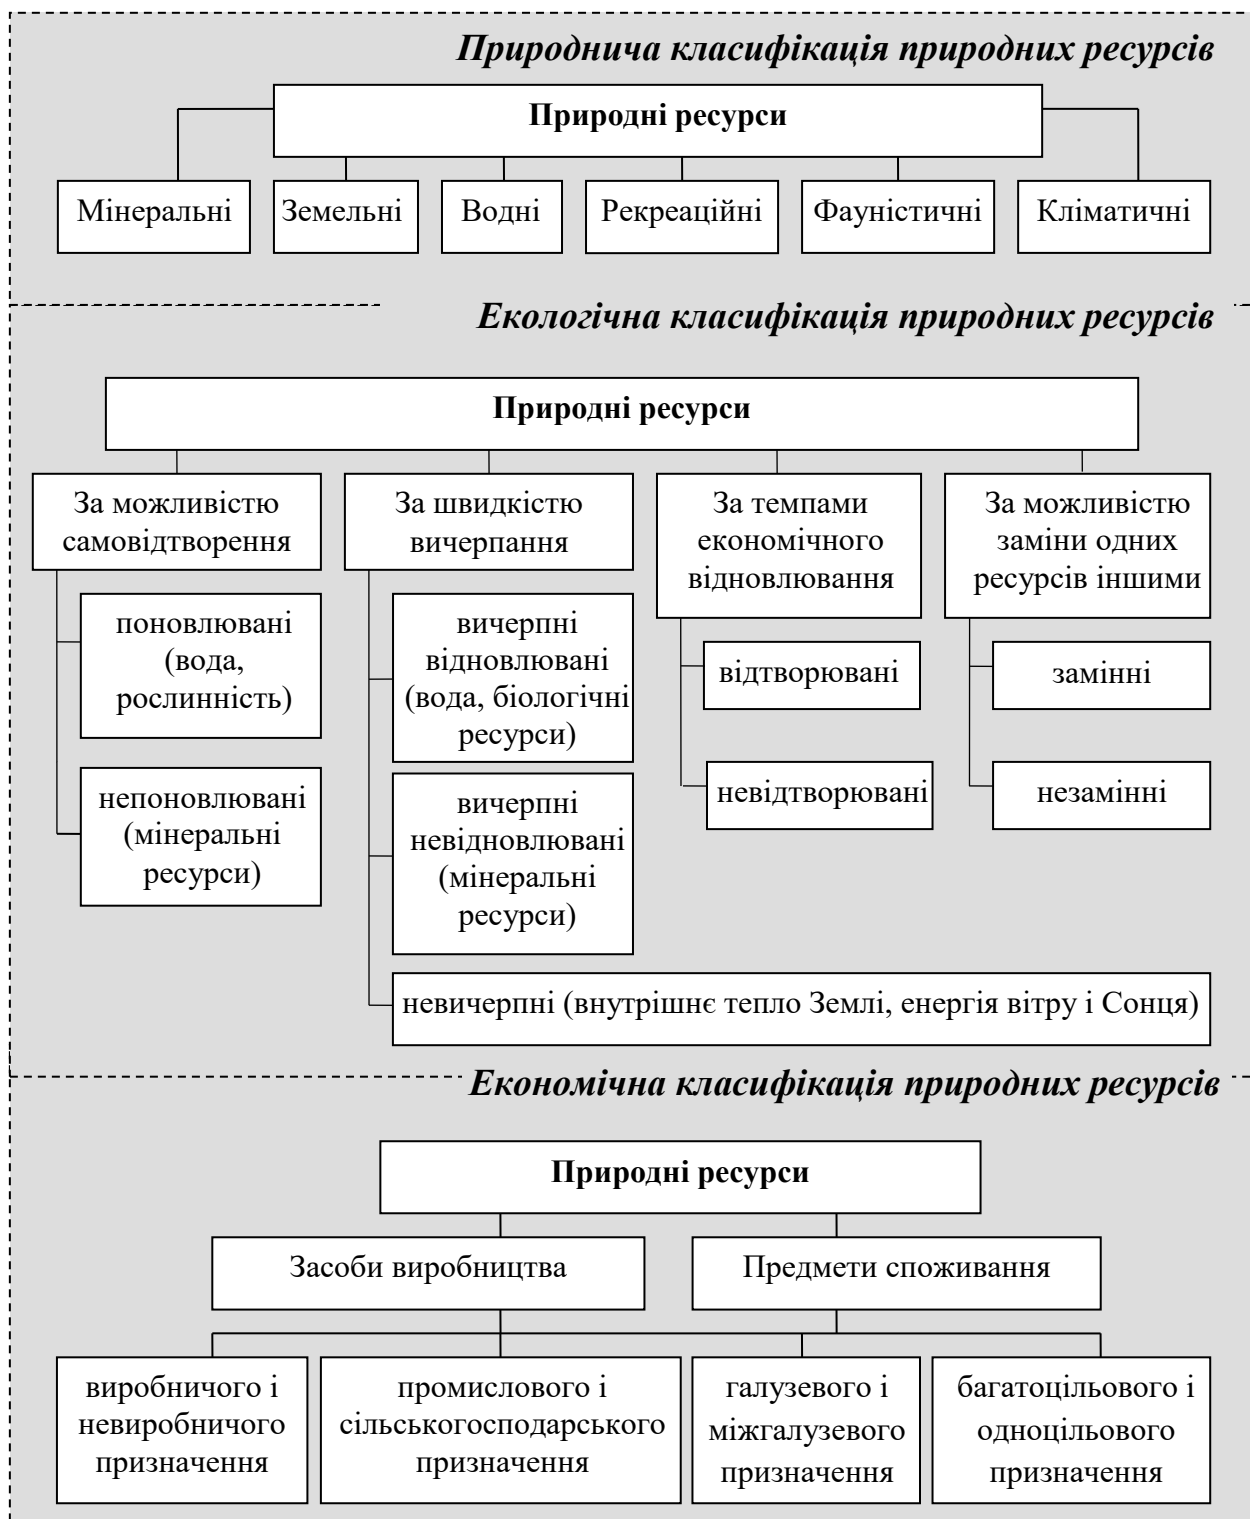 Природнича класифікація природних ресурсів
Природні ресурси
Мінеральні
Земельні
Водні
Рекреаційні
Фауністичні
Кліматичні
Екологічна класифікація природних ресурсів
Природні ресурси
За можливістю
самовідтворення
поновлювані
(вода,
рослинність)
непоновлювані
(мінеральні
ресурси)
За швидкістю
вичерпання
вичерпні
відновлювані
(вода, біологічні
ресурси)
вичерпні
невідновлювані
(мінеральні
ресурси)
невичерпні (внутрішнє тепло Землі, енергія вітру і Сонця)
За темпами
економічного
відновлювання
відтворювані
невідтворювані
За можливістю
заміни одних
ресурсів іншими
замінні
незамінні
Економічна класифікація природних ресурсів
Природні ресурси
Засоби виробництва
Предмети споживання
виробничого і
невиробничого
призначення
промислового і
сільськогосподарського
призначення
галузевого і
міжгалузевого
призначення
багатоцільового і
одноцільового
призначення